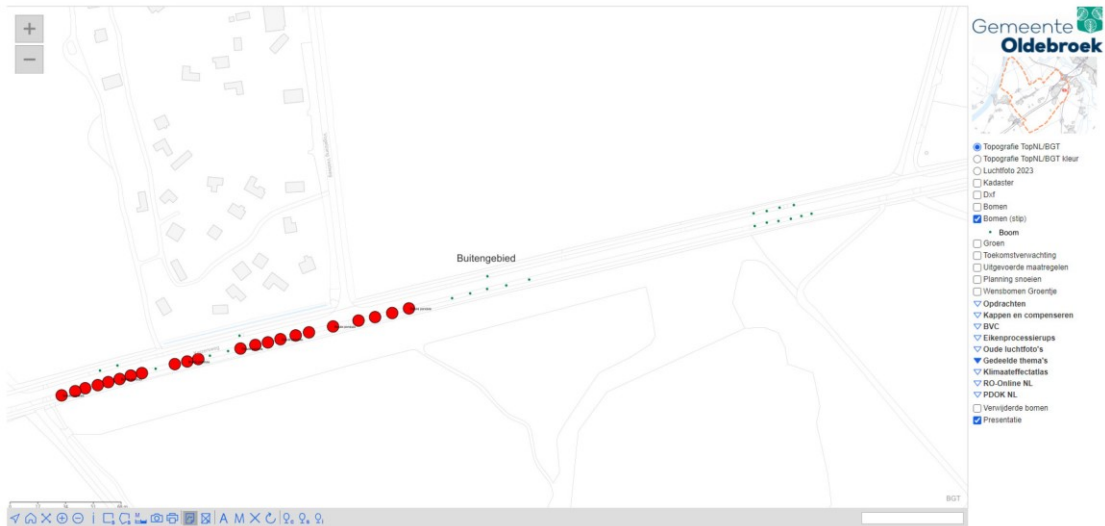 Gemeente
Oldebroek
+
−
Topografie TopNL/BGT
Topografie TopNL/BGT kleur
Luchtfoto 2023
Kadaster
Dxf
Bomen
Bomen (stip)
Boom
Groen
Toekomstverwachting
Uitgevoerde maatregelen
Planning snoeien
Wensbomen Groentje
Opdrachten
Kappen en compenseren
BVC
Eikenprocessierups
Oude luchtfoto's
Gedeelde thema's
Klimaateffectatlas
RO-Online NL
PDOK NL
Verwijderde bomen
Presentatie
Buitengebied
BGT
A M